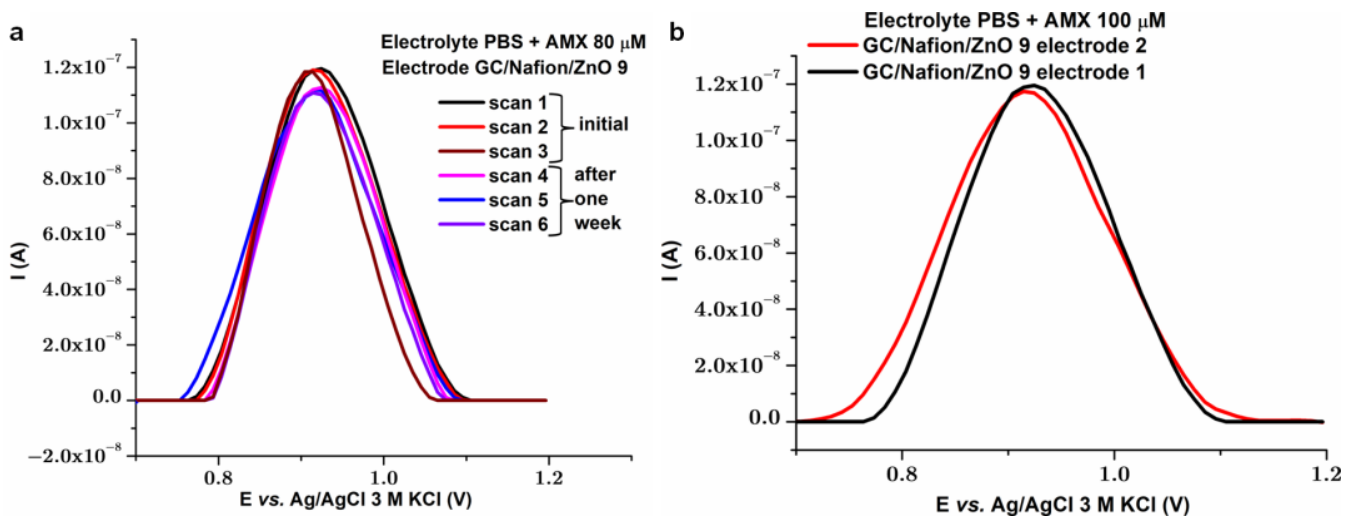 a
Electrolyte PBS + AMX 80 μM
Electrode GC/Nafion/ZnO 9
scan 1
scan 2
scan 3
initial
scan 4
scan 5
scan 6
after
one
week
1.2x10⁻⁷
1.0x10⁻⁷
8.0x10⁻⁸
6.0x10⁻⁸
4.0x10⁻⁸
2.0x10⁻⁸
0.0
−2.0x10⁻⁸
I (A)
0.8
1.0
1.2
E vs. Ag/AgCl 3 M KCl (V)
b
Electrolyte PBS + AMX 100 μM
GC/Nafion/ZnO 9 electrode 2
GC/Nafion/ZnO 9 electrode 1
1.2x10⁻⁷
1.0x10⁻⁷
8.0x10⁻⁸
6.0x10⁻⁸
4.0x10⁻⁸
2.0x10⁻⁸
0.0
I (A)
0.8
1.0
1.2
E vs. Ag/AgCl 3 M KCl (V)